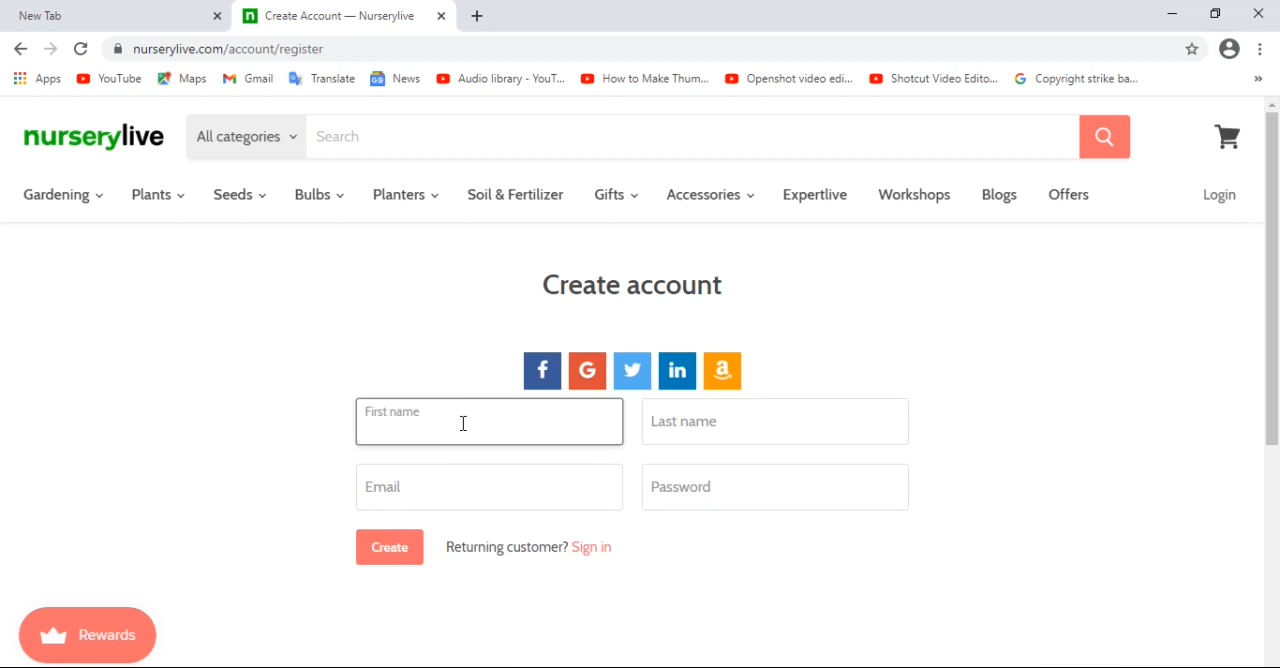 New Tab
Create Account — Nurserylive
nurserylive.com/account/register
Apps YouTube Maps Gmail Translate News Audio library - YouT... How to Make Thum... Openshot video edi... Shotcut Video Edito... Copyright strike ba... »
nurserylive
All categories
Search
Gardening Plants Seeds Bulbs Planters Soil & Fertilizer Gifts Accessories Expertlive Workshops Blogs Offers Login
Create account
First name
Last name
Email
Password
Create
Returning customer? Sign in
Rewards